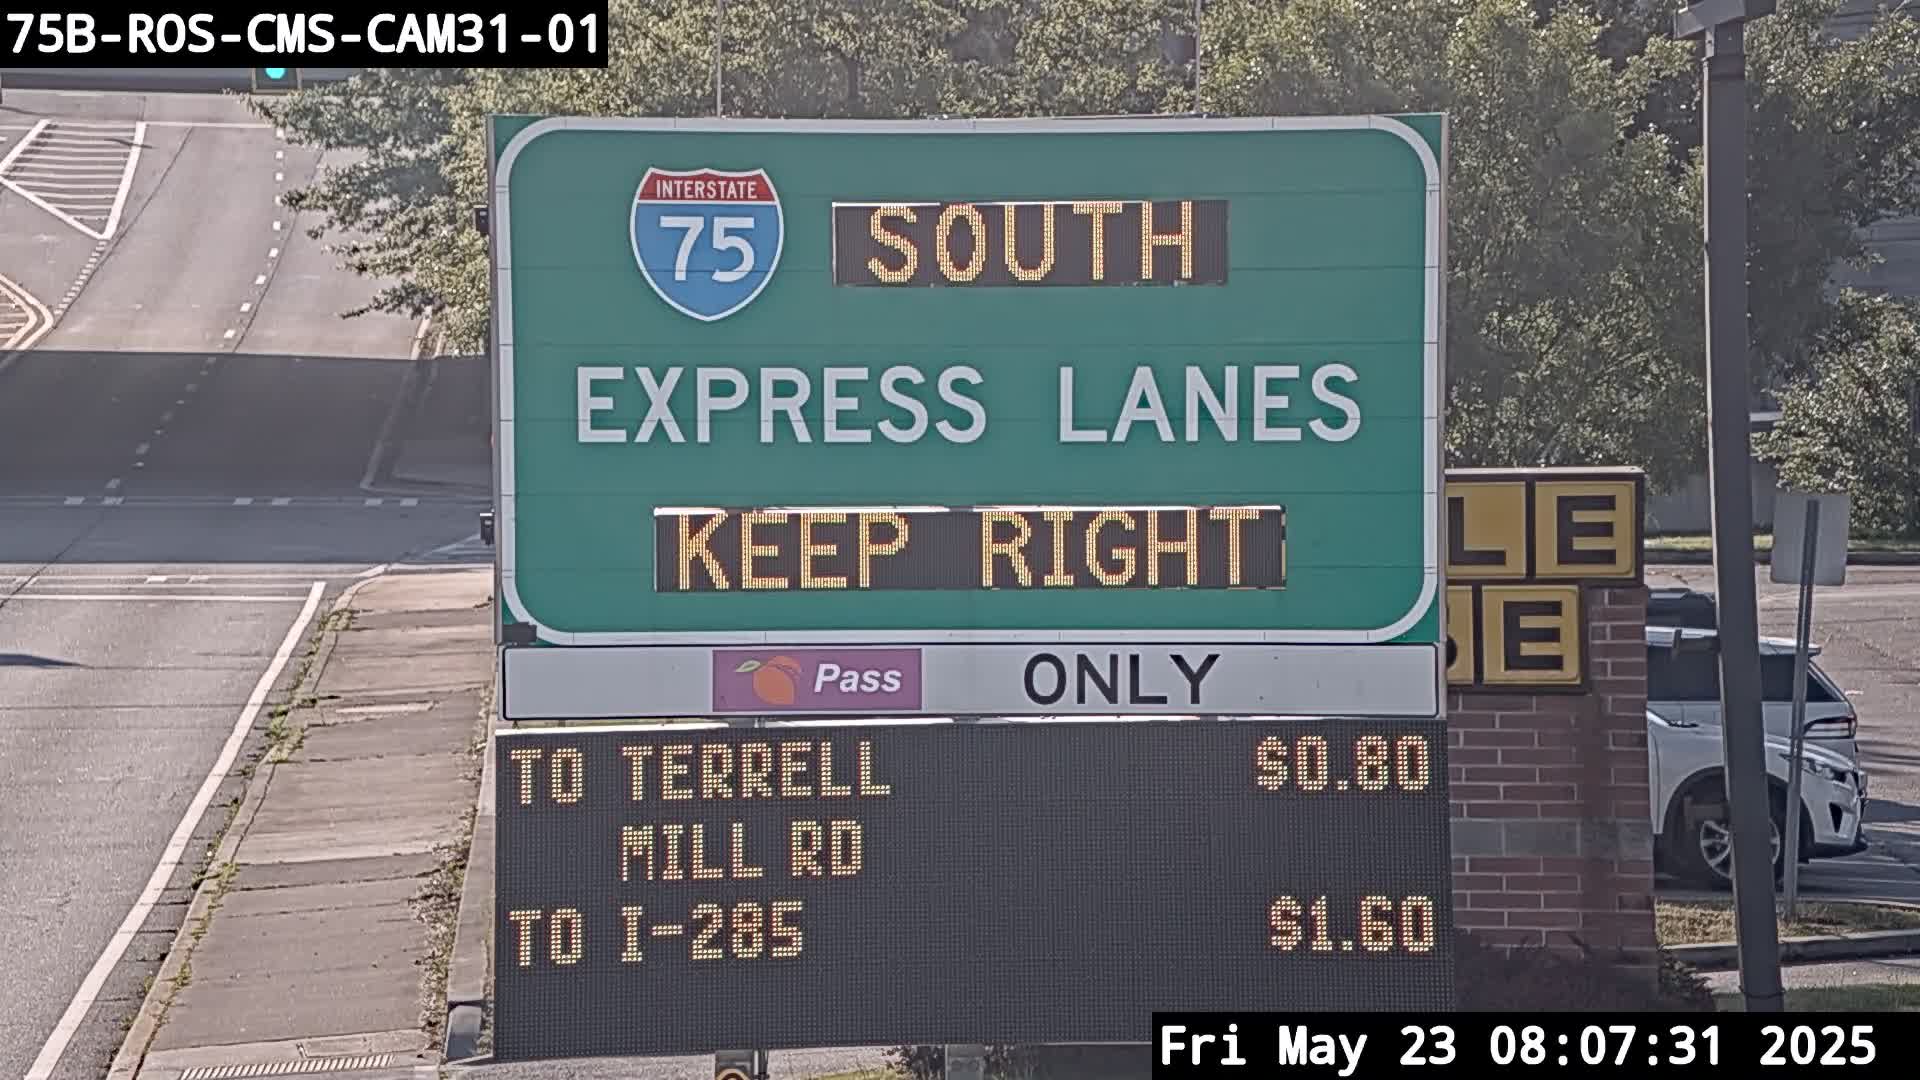 75B-ROS-CMS-CAM31-01
INTERSTATE
75
SOUTH
EXPRESS LANES
KEEP RIGHT
LE
E
Pass ONLY
TO TERRELL $0.80
MILL RD
TO I-285 $1.60
Fri May 23 08:07:31 2025